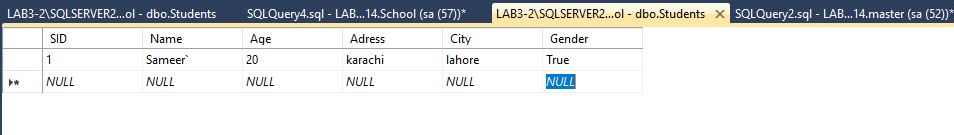 LAB3-2\SQLSERVER2...ol - dbo.Students SQLQuery4.sql - LAB...14.School (sa (57))* LAB3-2\SQLSERVER2...ol - dbo.Students SQLQuery2.sql - LAB...14.master (sa (52))*
SID Name Age Adress City Gender
1 Sameer` 20 karachi lahore True
NULL NULL NULL NULL NULL NULL